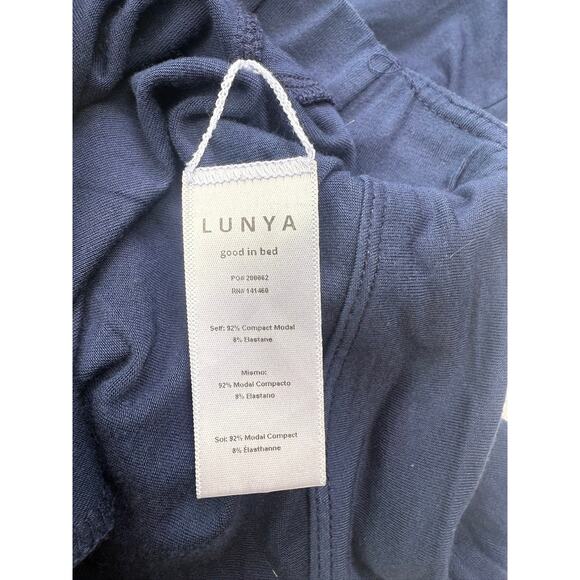 LUNYA
good in bed
PO# 200662
RN# 141460
Self: 92% Compact Modal
8% Elastane
Mismo:
92% Modal Compacto
8% Elastano
Soi: 92% Modal Compact
8% Élasthanne